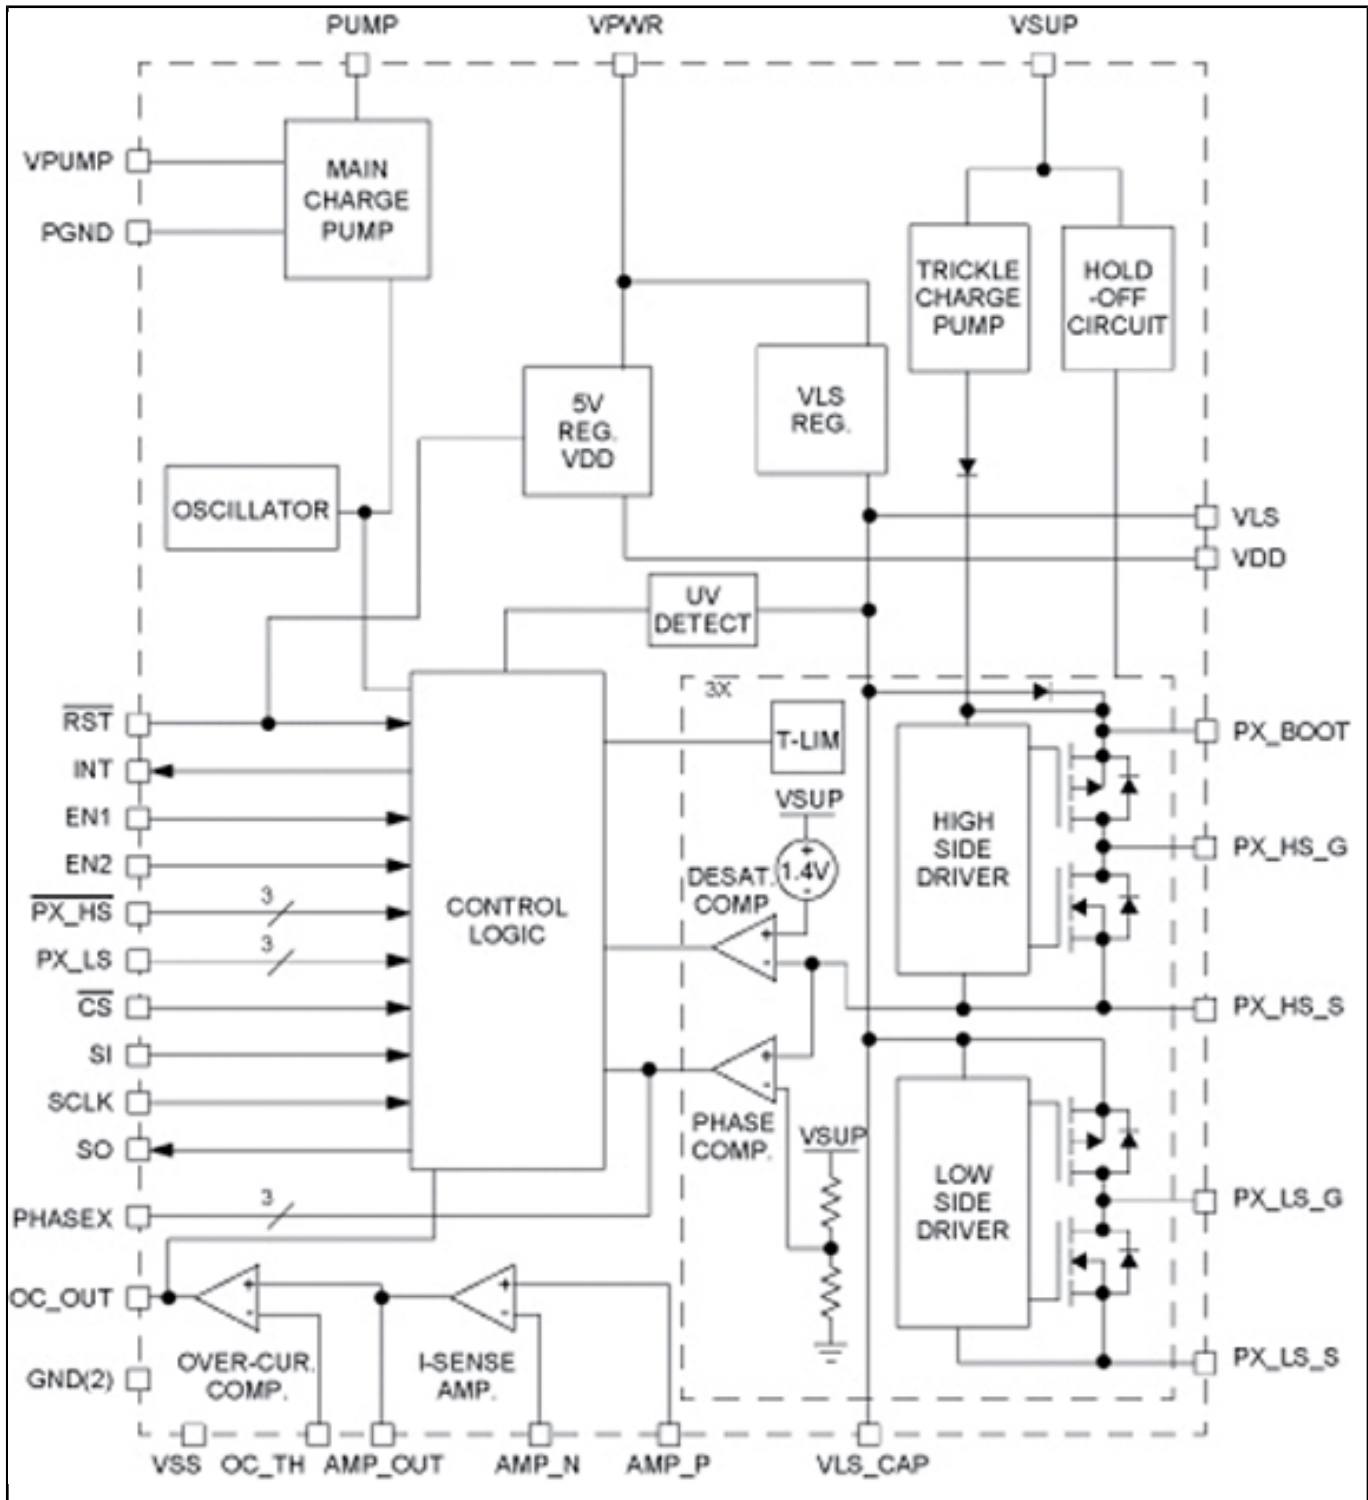 PUMP
VPWR
VSUP
VPUMP
PGND
MAIN
CHARGE
PUMP
TRICKLE
CHARGE
PUMP
HOLD
-OFF
CIRCUIT
5V
REG.
VDD
VLS
REG.
OSCILLATOR
VLS
VDD
UV
DETECT
3X
T-LIM
RST
INT
EN1
EN2
PX_HS
3
PX_LS
3
CS
SI
SCLK
SO
PHASEX
3
CONTROL
LOGIC
VSUP
+
1.4V
-
DESAT.
COMP
+
-
+
-
PHASE
COMP.
VSUP
HIGH
SIDE
DRIVER
LOW
SIDE
DRIVER
PX_BOOT
PX_HS_G
PX_HS_S
PX_LS_G
PX_LS_S
OC_OUT
+
-
OVER-CUR.
COMP.
+
-
I-SENSE
AMP.
GND(2)
VSS
OC_TH
AMP_OUT
AMP_N
AMP_P
VLS_CAP